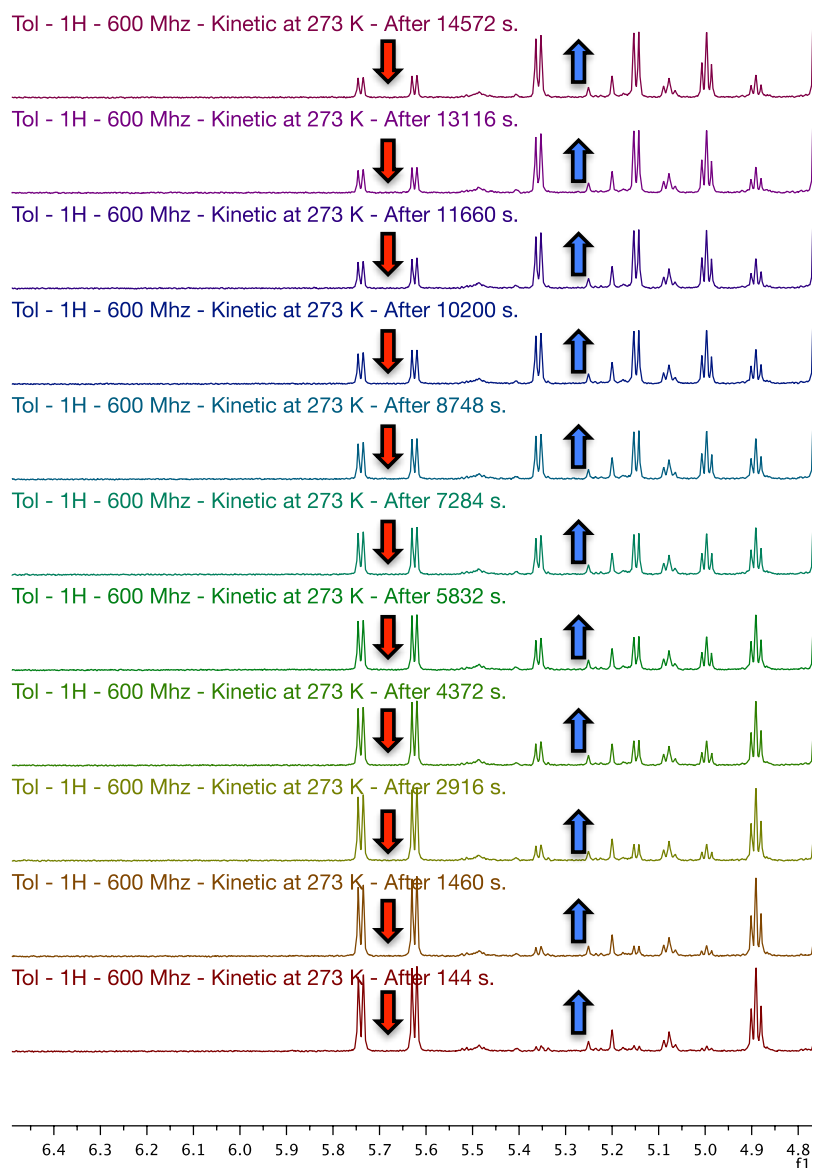 Tol - 1H - 600 Mhz - Kinetic at 273 K - After 14572 s.
Tol - 1H - 600 Mhz - Kinetic at 273 K - After 13116 s.
Tol - 1H - 600 Mhz - Kinetic at 273 K - After 11660 s.
Tol - 1H - 600 Mhz - Kinetic at 273 K - After 10200 s.
Tol - 1H - 600 Mhz - Kinetic at 273 K - After 8748 s.
Tol - 1H - 600 Mhz - Kinetic at 273 K - After 7284 s.
Tol - 1H - 600 Mhz - Kinetic at 273 K - After 5832 s.
Tol - 1H - 600 Mhz - Kinetic at 273 K - After 4372 s.
Tol - 1H - 600 Mhz - Kinetic at 273 K - After 2916 s.
Tol - 1H - 600 Mhz - Kinetic at 273 K - After 1460 s.
Tol - 1H - 600 Mhz - Kinetic at 273 K - After 144 s.
6.4 6.3 6.2 6.1 6.0 5.9 5.8 5.7 5.6 5.5 5.4 5.3 5.2 5.1 5.0 4.9 4.8
f1